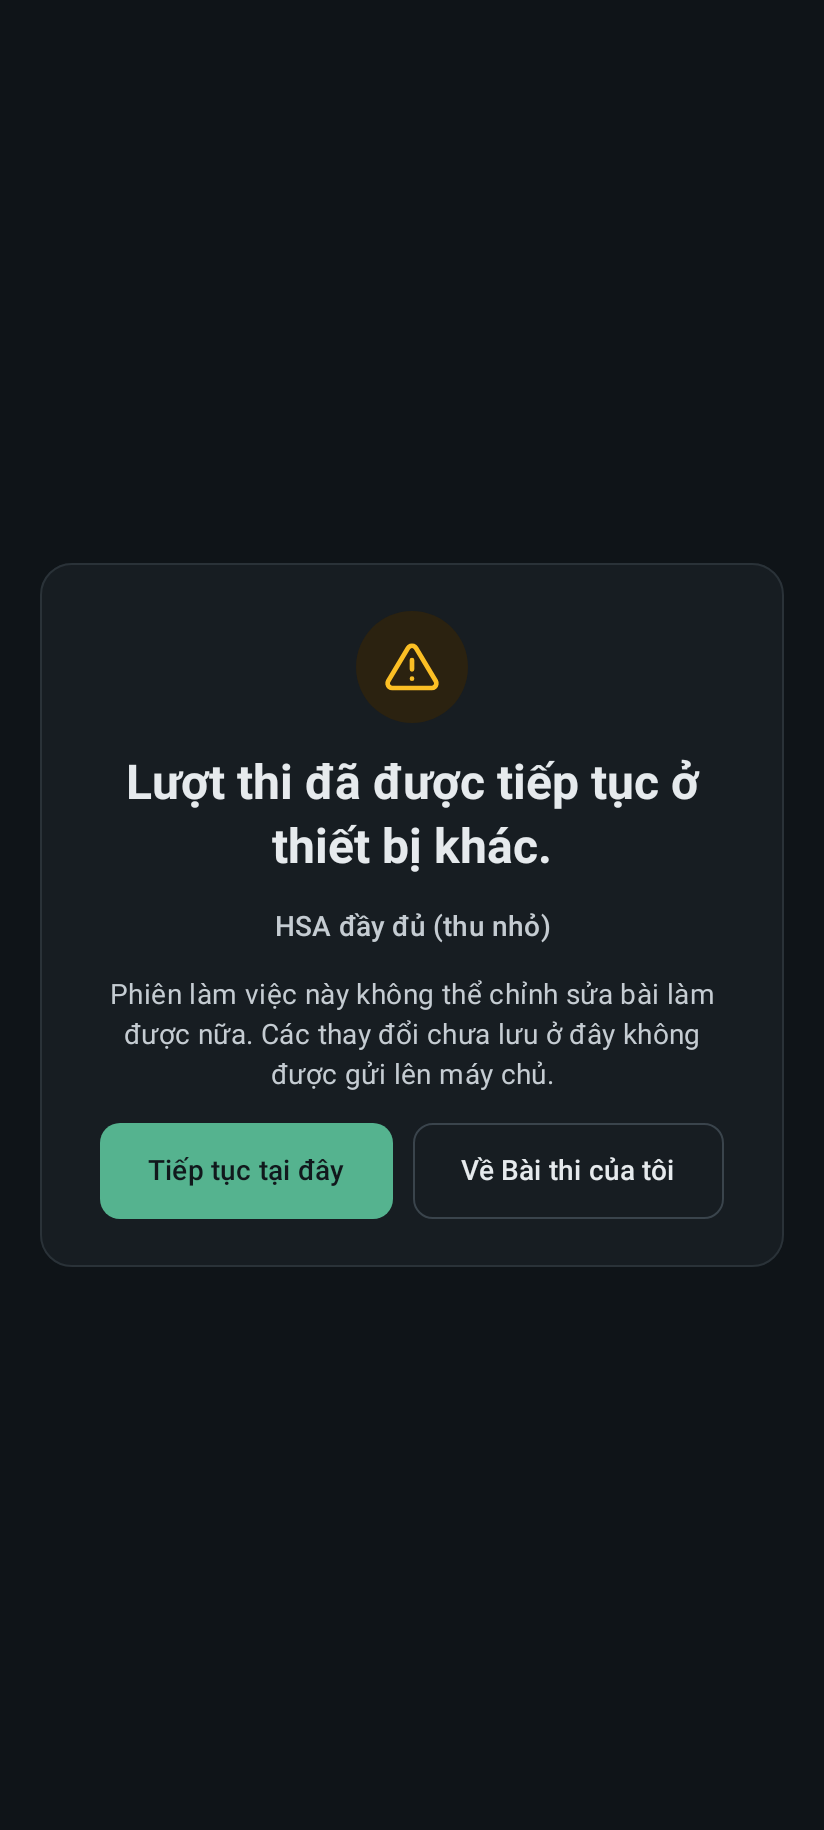 Lượt thi đã được tiếp tục ở
thiết bị khác.
HSA đầy đủ (thu nhỏ)
Phiên làm việc này không thể chỉnh sửa bài làm
được nữa. Các thay đổi chưa lưu ở đây không
được gửi lên máy chủ.
Tiếp tục tại đây
Về Bài thi của tôi